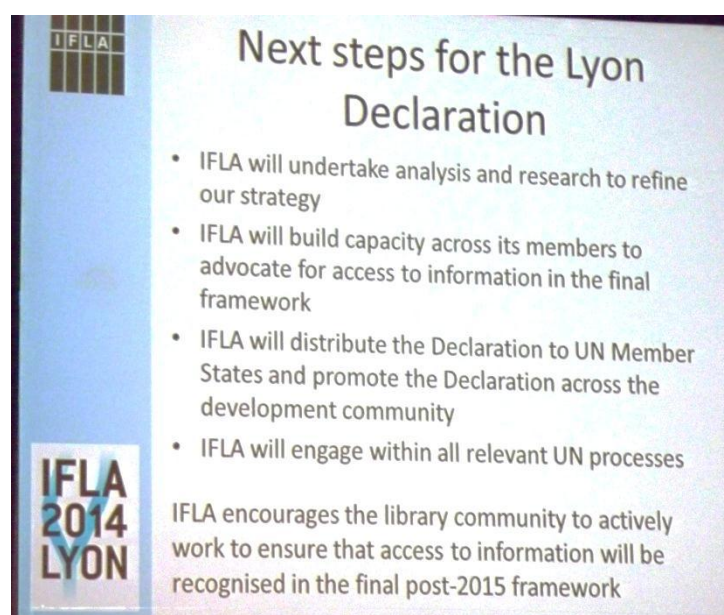 IFLA
Next steps for the Lyon
Declaration
• IFLA will undertake analysis and research to refine
our strategy
• IFLA will build capacity across its members to
advocate for access to information in the final
framework
• IFLA will distribute the Declaration to UN Member
States and promote the Declaration across the
development community
• IFLA will engage within all relevant UN processes
IFLA encourages the library community to actively
work to ensure that access to information will be
recognised in the final post-2015 framework
IFLA
2014
LYON